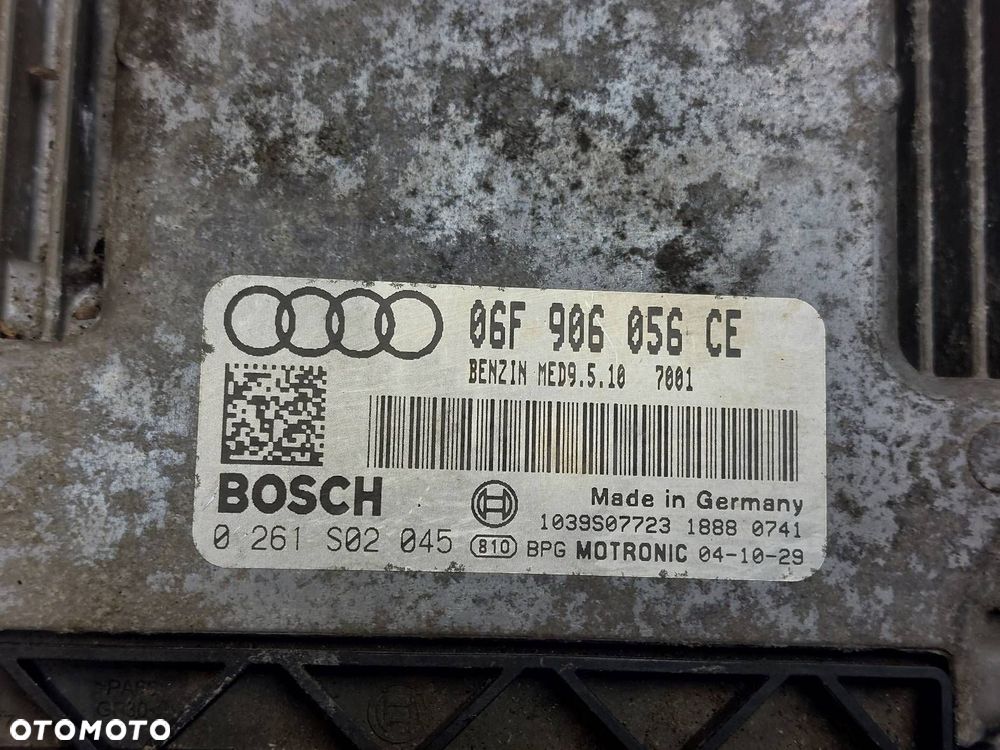 06F 906 056 CE
BENZIN MED9.5.10 7001
BOSCH
Made in Germany
1039S07723 1888 0741
0 261 S02 045 810 BPG MOTRONIC 04-10-29
OTOMOTO